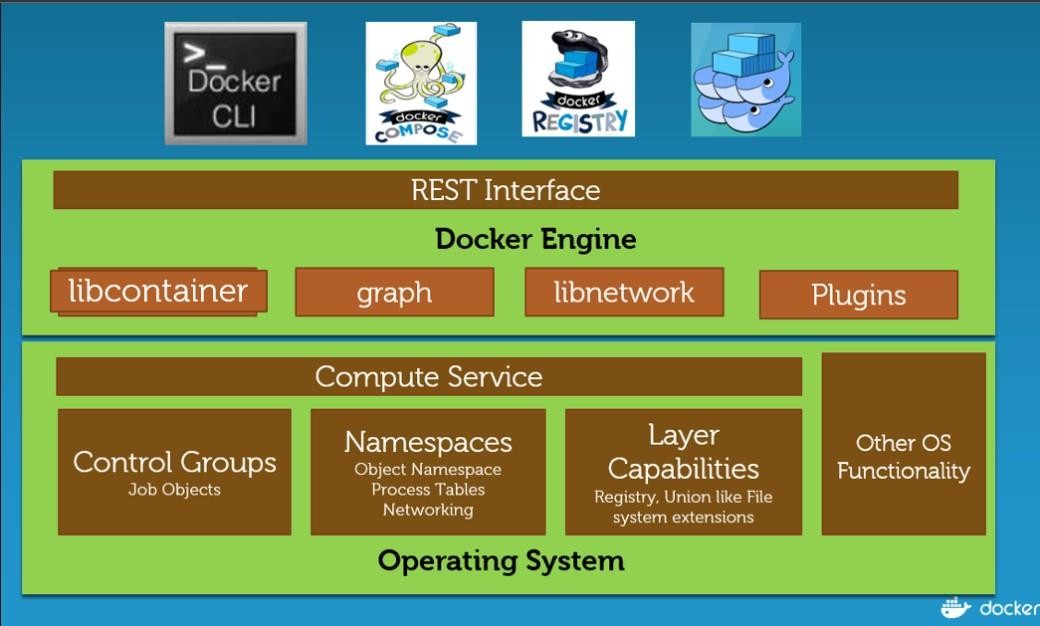 >_
Docker
CLI
docker
COMPOSE
docker
REGISTRY
REST Interface
Docker Engine
libcontainer
graph
libnetwork
Plugins
Compute Service
Control Groups
Job Objects
Namespaces
Object Namespace
Process Tables
Networking
Layer
Capabilities
Registry, Union like File
system extensions
Other OS
Functionality
Operating System
docker